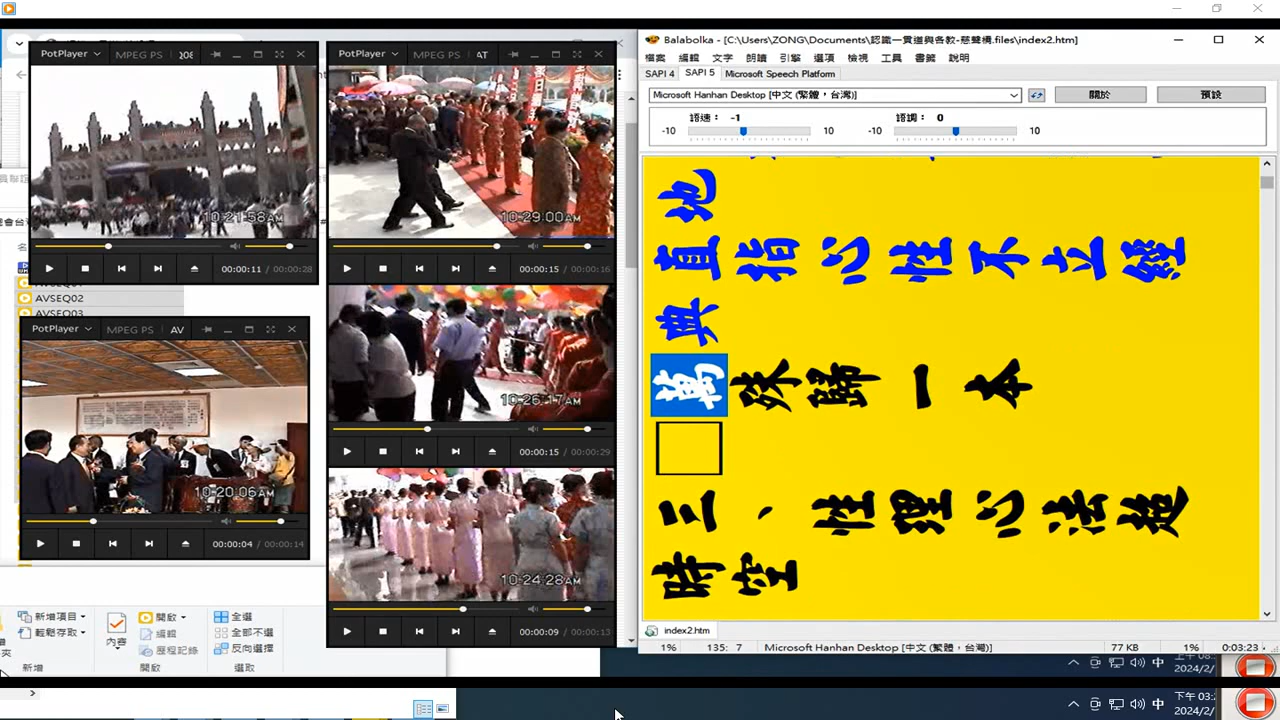 PotPlayer MPEG PS
10:21:58AM
00:00:11 / 00:00:28
AVSEQ02
AVSEQ03
PotPlayer MPEG PS AV
10:20:06AM
00:00:04 / 00:00:14
PotPlayer MPEG PS AT
10:29:00AM
00:00:15 / 00:00:16
10:26:17AM
00:00:15 / 00:00:29
10:24:28AM
00:00:09 / 00:00:13
新增項目
輕鬆存取
新增
內容
開啟
編輯
歷程記錄
開啟
全選
全部不選
反向選擇
選取
Balabolka - [C:\Users\ZONG\Documents\認識一貫道與各教-慈聲橋.files\index2.htm]
檔案 編輯 文字 朗讀 引擎 選項 檢視 工具 書籤 說明
SAPI 4 SAPI 5 Microsoft Speech Platform
Microsoft Hanhan Desktop [中文 (繁體，台灣)]
關於 預設
語速： -1 語調： 0
-10 10 -10 10
地
直指心性不立經
與
萬殊歸一本
三、性理心法超
時空
index2.htm
1% 135: 7 Microsoft Hanhan Desktop [中文 (繁體，台灣)] 77 KB 1% 0:03:23
中
2024/2/
中 下午 03:
2024/2/